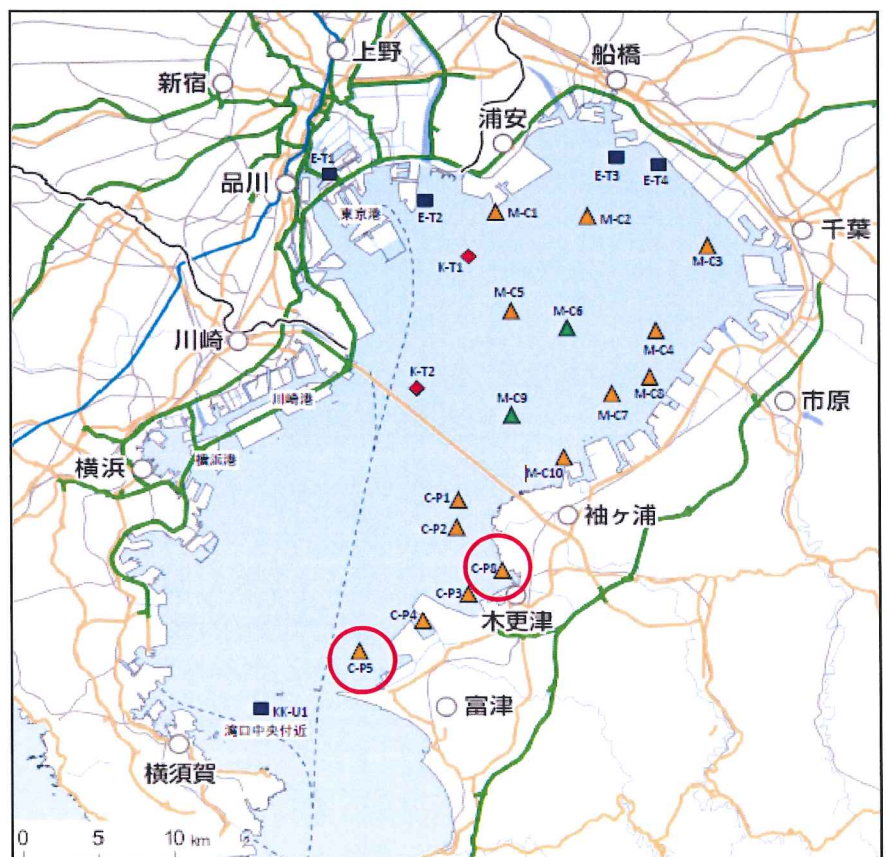 上野
船橋
新宿
浦安
E-T1
E-T3
E-T4
品川
E-T2
東京港
M-C1
M-C2
千葉
M-C3
K-T1
M-C5
M-C6
川崎
M-C4
K-T2
M-C8
M-C7
川崎港
M-C9
市原
横浜
横浜港
M-C10
C-P1
袖ヶ浦
C-P2
C-P8
C-P3
木更津
C-P4
C-P5
富津
KK-U1
湾口中央付近
横須賀
0 5 10 km